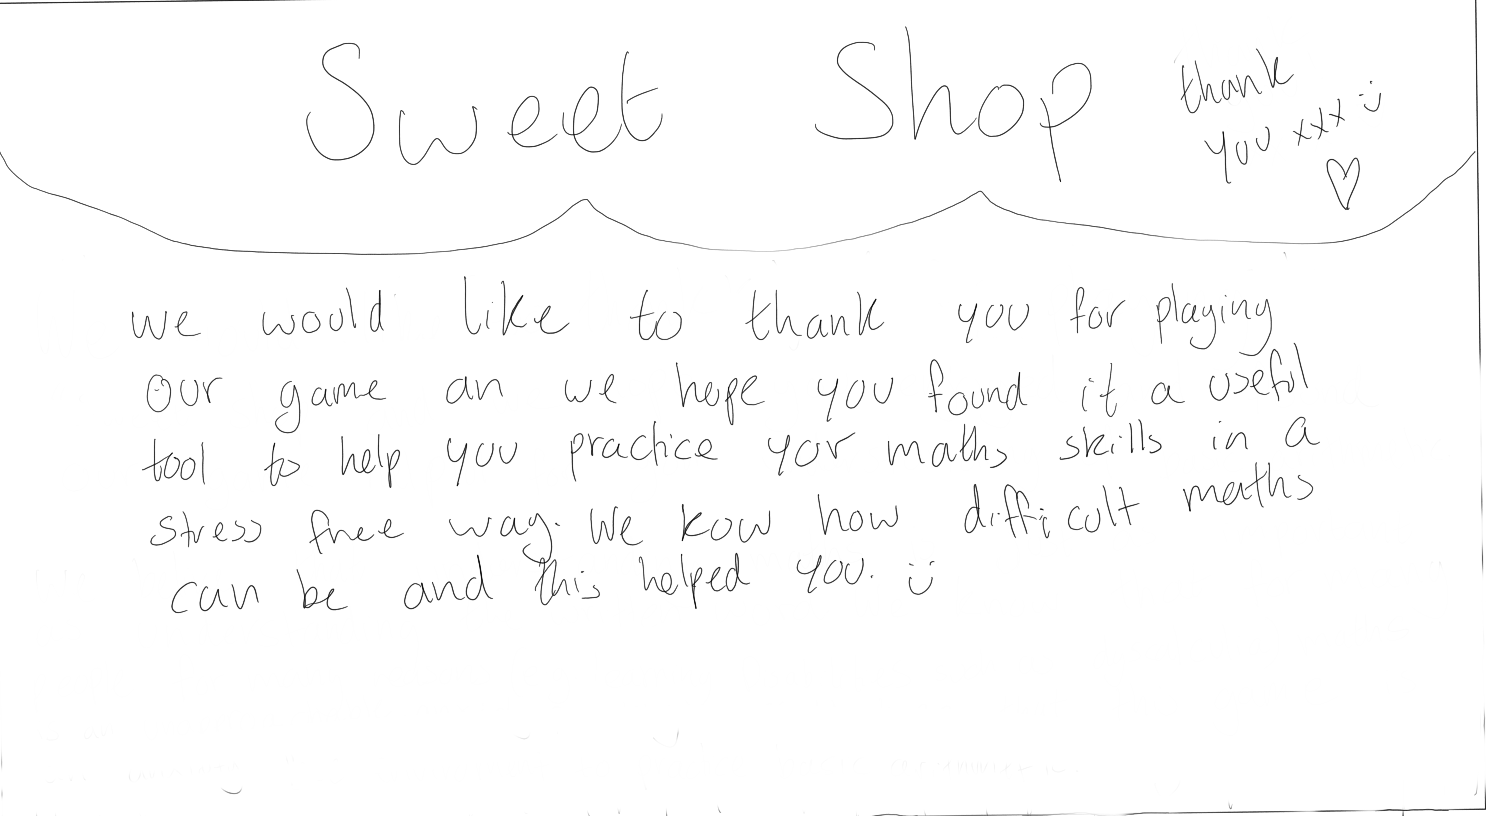 Sweet Shop
thank
you xxx :)
♡
we would like to thank you for playing
our game an we hope you found it a useful
tool to help you practice yor maths skills in a
stress free way. We kow how difficult maths
can be and this helped you. :)